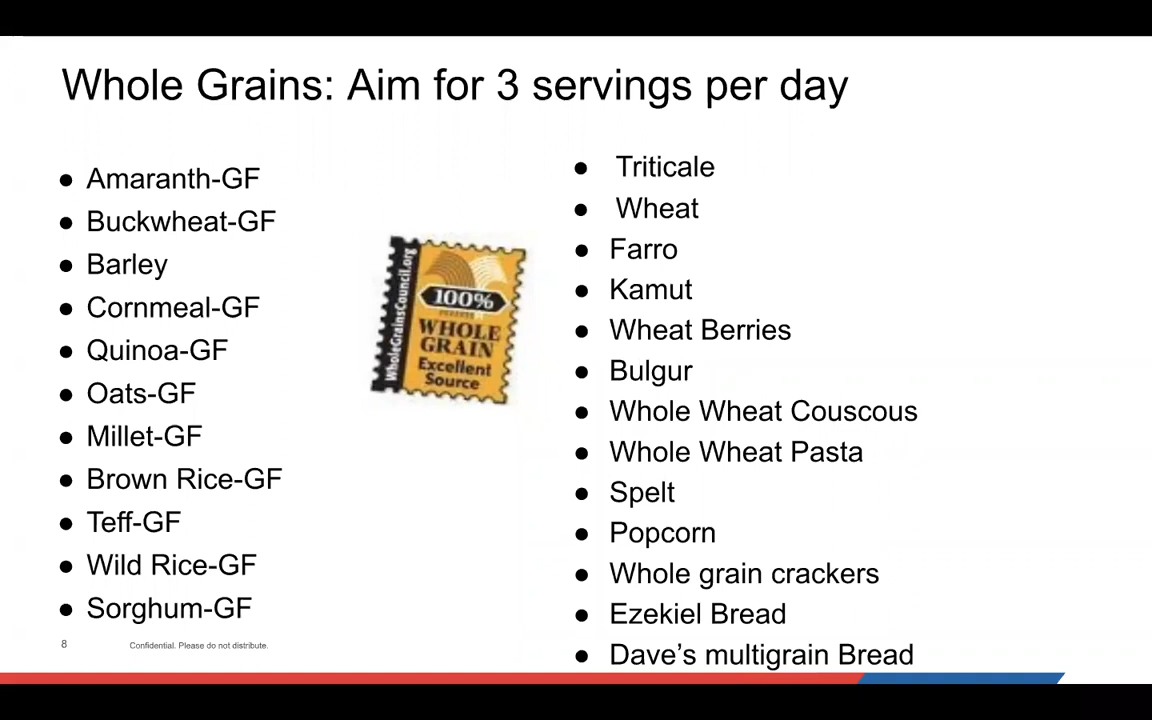 Whole Grains: Aim for 3 servings per day
● Amaranth-GF
● Buckwheat-GF
● Barley
● Cornmeal-GF
● Quinoa-GF
● Oats-GF
● Millet-GF
● Brown Rice-GF
● Teff-GF
● Wild Rice-GF
● Sorghum-GF
WholeGrainsCouncil.org
100%
WHOLE
GRAIN
Excellent
Source
● Triticale
● Wheat
● Farro
● Kamut
● Wheat Berries
● Bulgur
● Whole Wheat Couscous
● Whole Wheat Pasta
● Spelt
● Popcorn
● Whole grain crackers
● Ezekiel Bread
● Dave’s multigrain Bread
8 Confidential. Please do not distribute.